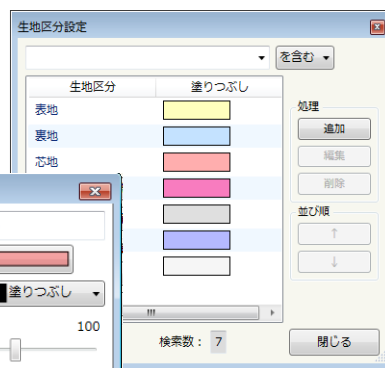 生地区分設定
を含む
生地区分 塗りつぶし
表地
裏地
芯地
処理
追加
編集
削除
並び順
↑
↓
塗りつぶし
100
検索数： 7
閉じる